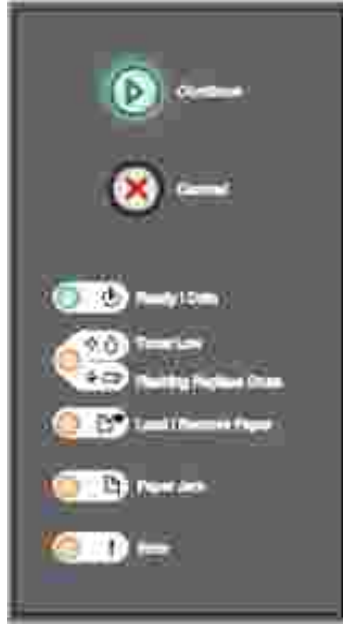 Continue
Cancel
Ready / Data
Toner Low
Flashing Replace Drum
Load / Remove Paper
Paper Jam
Error